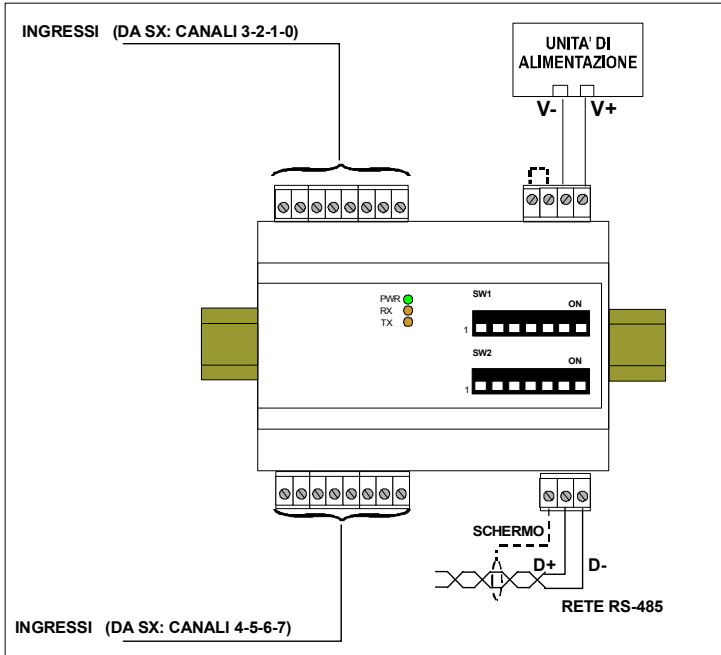 INGRESSI (DA SX: CANALI 3-2-1-0)
UNITA' DI
ALIMENTAZIONE
V- V+
PWR
RX
TX
SW1
ON
1
SW2
ON
1
SCHERMO
D+ D-
RETE RS-485
INGRESSI (DA SX: CANALI 4-5-6-7)